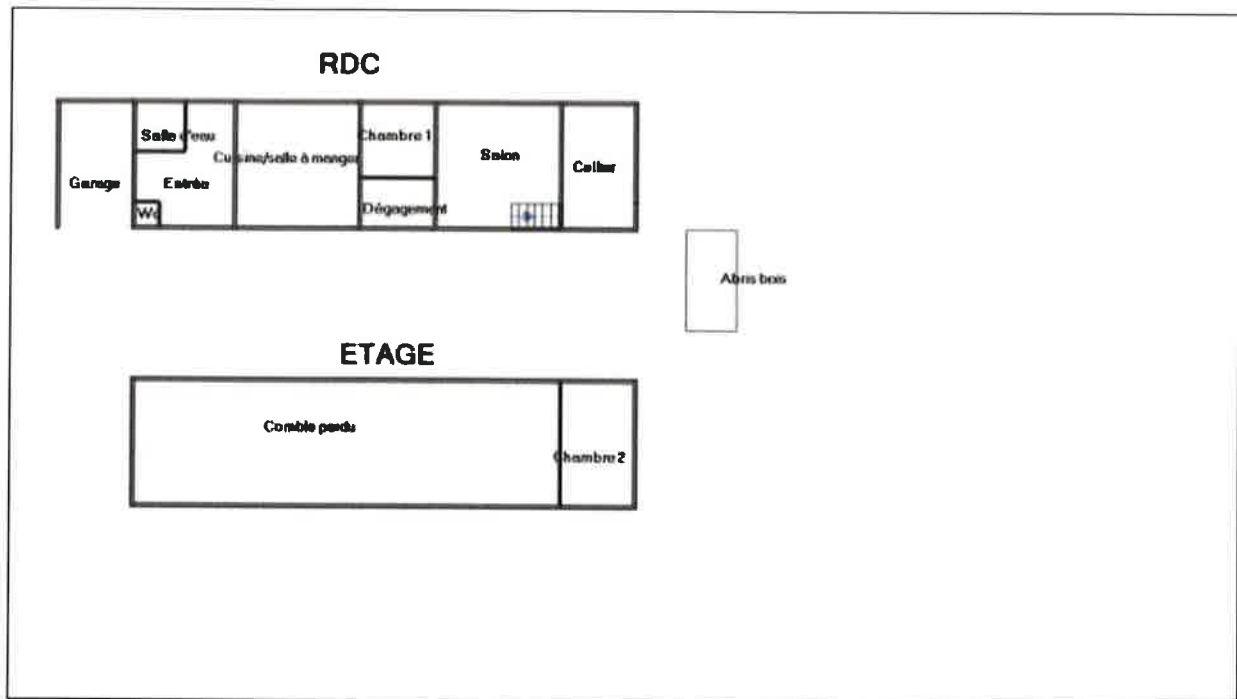 RDC
Salle d'eau
Chambre 1
Cuisine/salle à manger
Salon
Cellier
Garage
Entrée
Wc
Dégagement
Abris bois
ETAGE
Comble perdu
Chambre 2